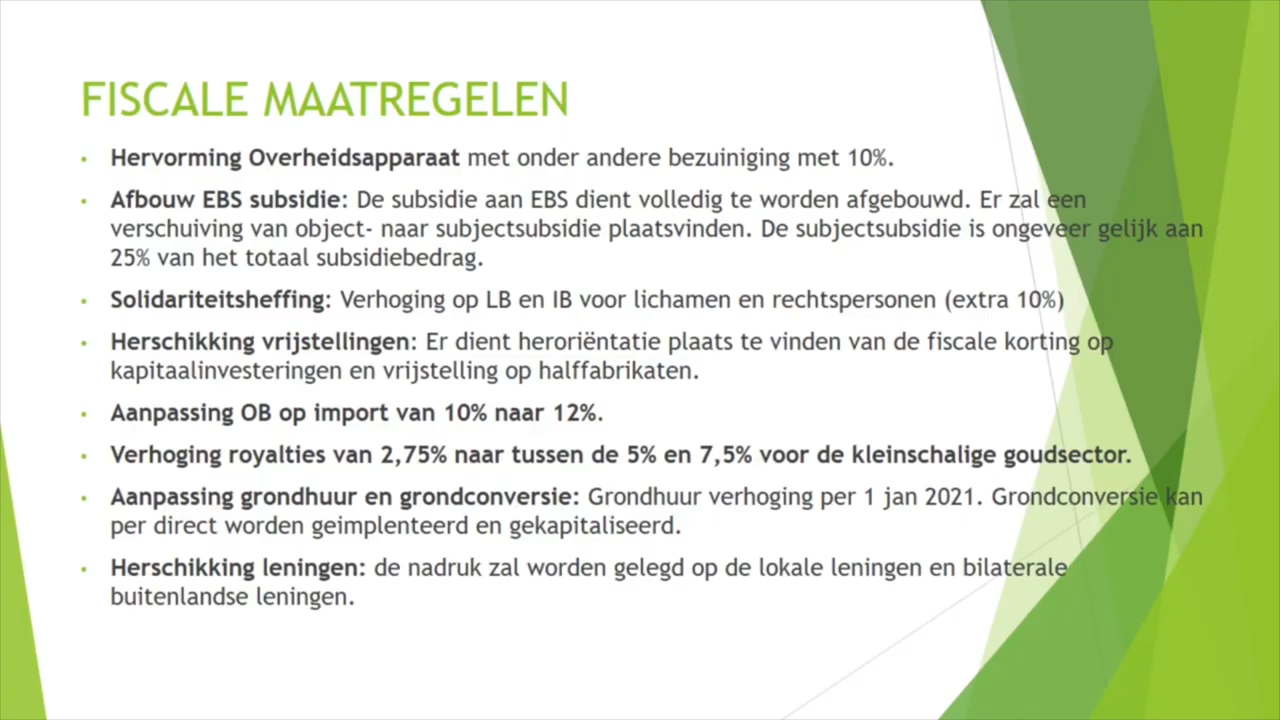 FISCALE MAATREGELEN
• Hervorming Overheidsapparaat met onder andere bezuiniging met 10%.
• Afbouw EBS subsidie: De subsidie aan EBS dient volledig te worden afgebouwd. Er zal een
verschuiving van object- naar subjectsubsidie plaatsvinden. De subjectsubsidie is ongeveer gelijk aan
25% van het totaal subsidiebedrag.
• Solidariteitsheffing: Verhoging op LB en IB voor lichamen en rechtspersonen (extra 10%)
• Herschikking vrijstellingen: Er dient heroriëntatie plaats te vinden van de fiscale korting op
kapitaalinvesteringen en vrijstelling op halffabrikaten.
• Aanpassing OB op import van 10% naar 12%.
• Verhoging royalties van 2,75% naar tussen de 5% en 7,5% voor de kleinschalige goudsector.
• Aanpassing grondhuur en grondconversie: Grondhuur verhoging per 1 jan 2021. Grondconversie kan
per direct worden geimplenteerd en gekapitaliseerd.
• Herschikking leningen: de nadruk zal worden gelegd op de lokale leningen en bilaterale
buitenlandse leningen.